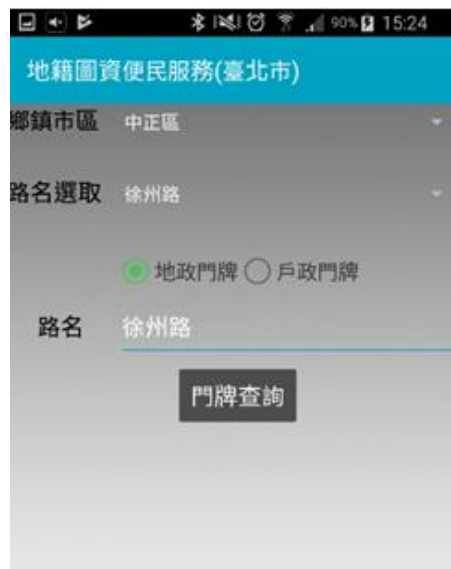 90% 15:24
地籍圖資便民服務(臺北市)
鄉鎮市區 中正區
路名選取 徐州路
地政門牌 戶政門牌
路名 徐州路
門牌查詢